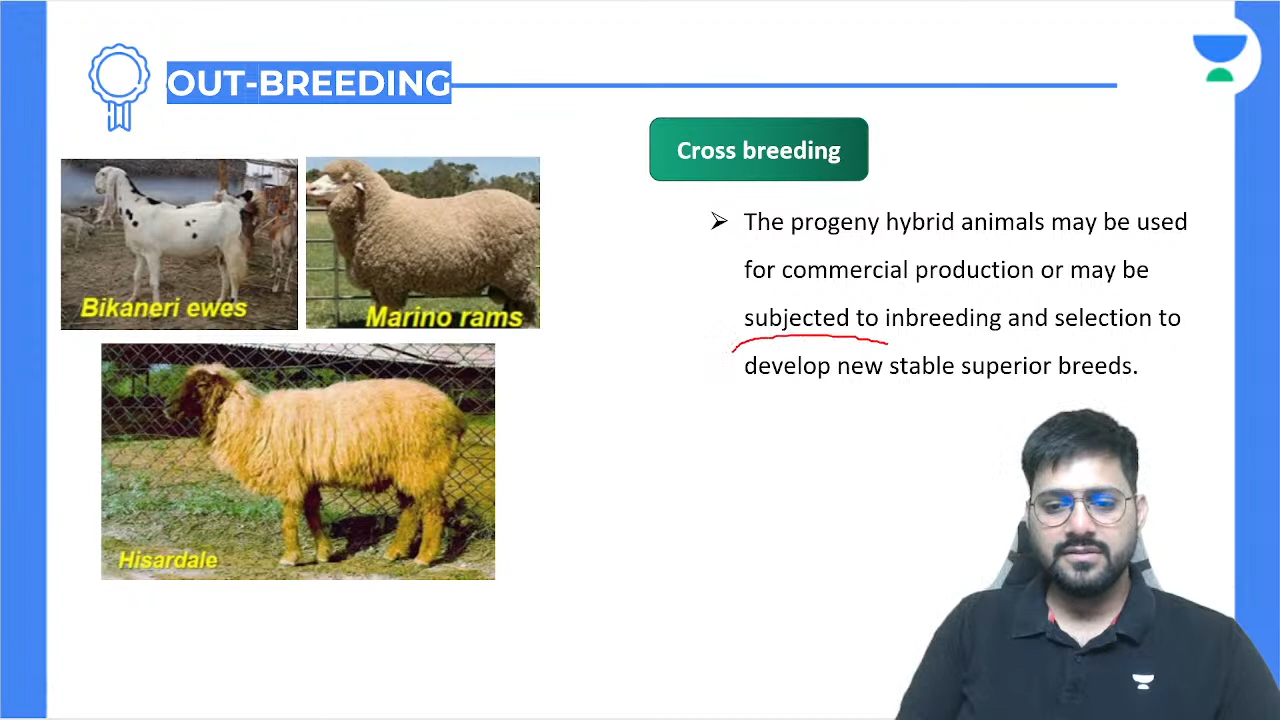 OUT-BREEDING
Cross breeding
Bikaneri ewes
Marino rams
Hisardale
➢ The progeny hybrid animals may be used
for commercial production or may be
subjected to inbreeding and selection to
develop new stable superior breeds.